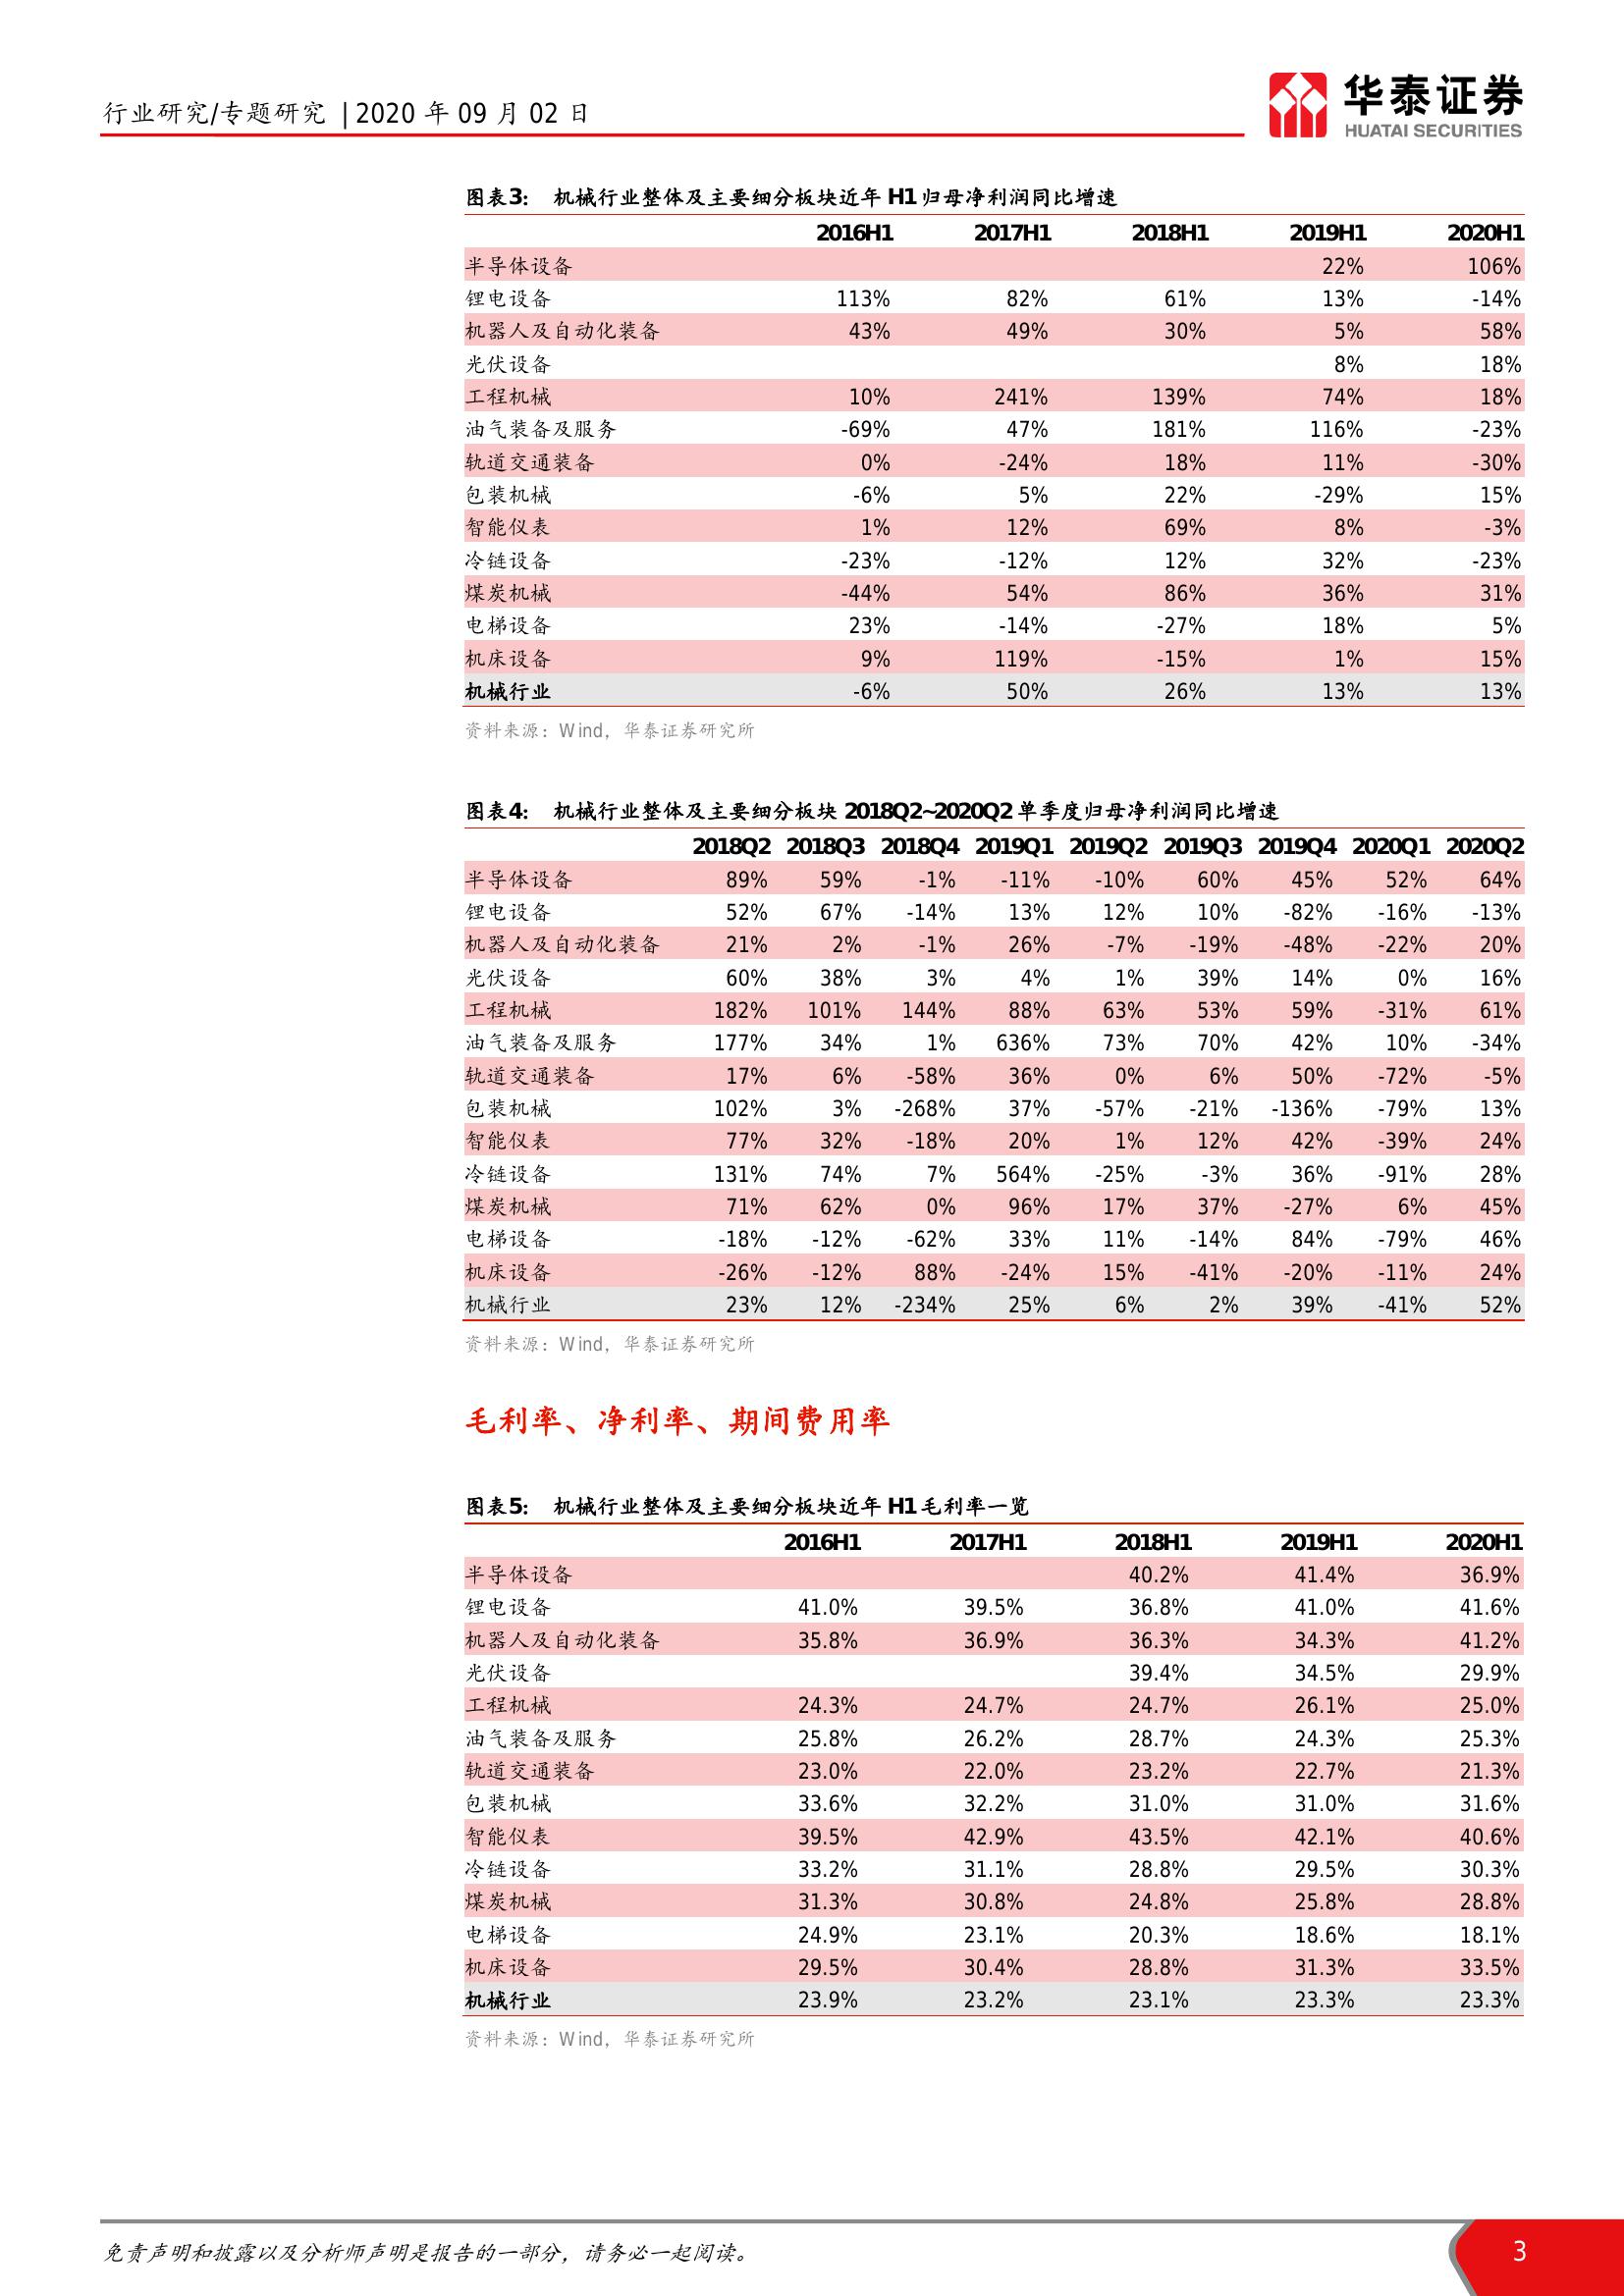 行业研究/专题研究 | 2020 年 09 月 02 日
华泰证券
HUATAI SECURITIES
图表3: 机械行业整体及主要细分板块近年 H1 归母净利润同比增速
2016H1 2017H1 2018H1 2019H1 2020H1
半导体设备 22% 106%
锂电设备 113% 82% 61% 13% -14%
机器人及自动化装备 43% 49% 30% 5% 58%
光伏设备 8% 18%
工程机械 10% 241% 139% 74% 18%
油气装备及服务 -69% 47% 181% 116% -23%
轨道交通装备 0% -24% 18% 11% -30%
包装机械 -6% 5% 22% -29% 15%
智能仪表 1% 12% 69% 8% -3%
冷链设备 -23% -12% 12% 32% -23%
煤炭机械 -44% 54% 86% 36% 31%
电梯设备 23% -14% -27% 18% 5%
机床设备 9% 119% -15% 1% 15%
机械行业 -6% 50% 26% 13% 13%
资料来源：Wind，华泰证券研究所
图表4: 机械行业整体及主要细分板块 2018Q2~2020Q2 单季度归母净利润同比增速
2018Q2 2018Q3 2018Q4 2019Q1 2019Q2 2019Q3 2019Q4 2020Q1 2020Q2
半导体设备 89% 59% -1% -11% -10% 60% 45% 52% 64%
锂电设备 52% 67% -14% 13% 12% 10% -82% -16% -13%
机器人及自动化装备 21% 2% -1% 26% -7% -19% -48% -22% 20%
光伏设备 60% 38% 3% 4% 1% 39% 14% 0% 16%
工程机械 182% 101% 144% 88% 63% 53% 59% -31% 61%
油气装备及服务 177% 34% 1% 636% 73% 70% 42% 10% -34%
轨道交通装备 17% 6% -58% 36% 0% 6% 50% -72% -5%
包装机械 102% 3% -268% 37% -57% -21% -136% -79% 13%
智能仪表 77% 32% -18% 20% 1% 12% 42% -39% 24%
冷链设备 131% 74% 7% 564% -25% -3% 36% -91% 28%
煤炭机械 71% 62% 0% 96% 17% 37% -27% 6% 45%
电梯设备 -18% -12% -62% 33% 11% -14% 84% -79% 46%
机床设备 -26% -12% 88% -24% 15% -41% -20% -11% 24%
机械行业 23% 12% -234% 25% 6% 2% 39% -41% 52%
资料来源：Wind，华泰证券研究所
毛利率、净利率、期间费用率
图表5: 机械行业整体及主要细分板块近年 H1 毛利率一览
2016H1 2017H1 2018H1 2019H1 2020H1
半导体设备 40.2% 41.4% 36.9%
锂电设备 41.0% 39.5% 36.8% 41.0% 41.6%
机器人及自动化装备 35.8% 36.9% 36.3% 34.3% 41.2%
光伏设备 39.4% 34.5% 29.9%
工程机械 24.3% 24.7% 24.7% 26.1% 25.0%
油气装备及服务 25.8% 26.2% 28.7% 24.3% 25.3%
轨道交通装备 23.0% 22.0% 23.2% 22.7% 21.3%
包装机械 33.6% 32.2% 31.0% 31.0% 31.6%
智能仪表 39.5% 42.9% 43.5% 42.1% 40.6%
冷链设备 33.2% 31.1% 28.8% 29.5% 30.3%
煤炭机械 31.3% 30.8% 24.8% 25.8% 28.8%
电梯设备 24.9% 23.1% 20.3% 18.6% 18.1%
机床设备 29.5% 30.4% 28.8% 31.3% 33.5%
机械行业 23.9% 23.2% 23.1% 23.3% 23.3%
资料来源：Wind，华泰证券研究所
免责声明和披露以及分析师声明是报告的一部分，请务必一起阅读。
3